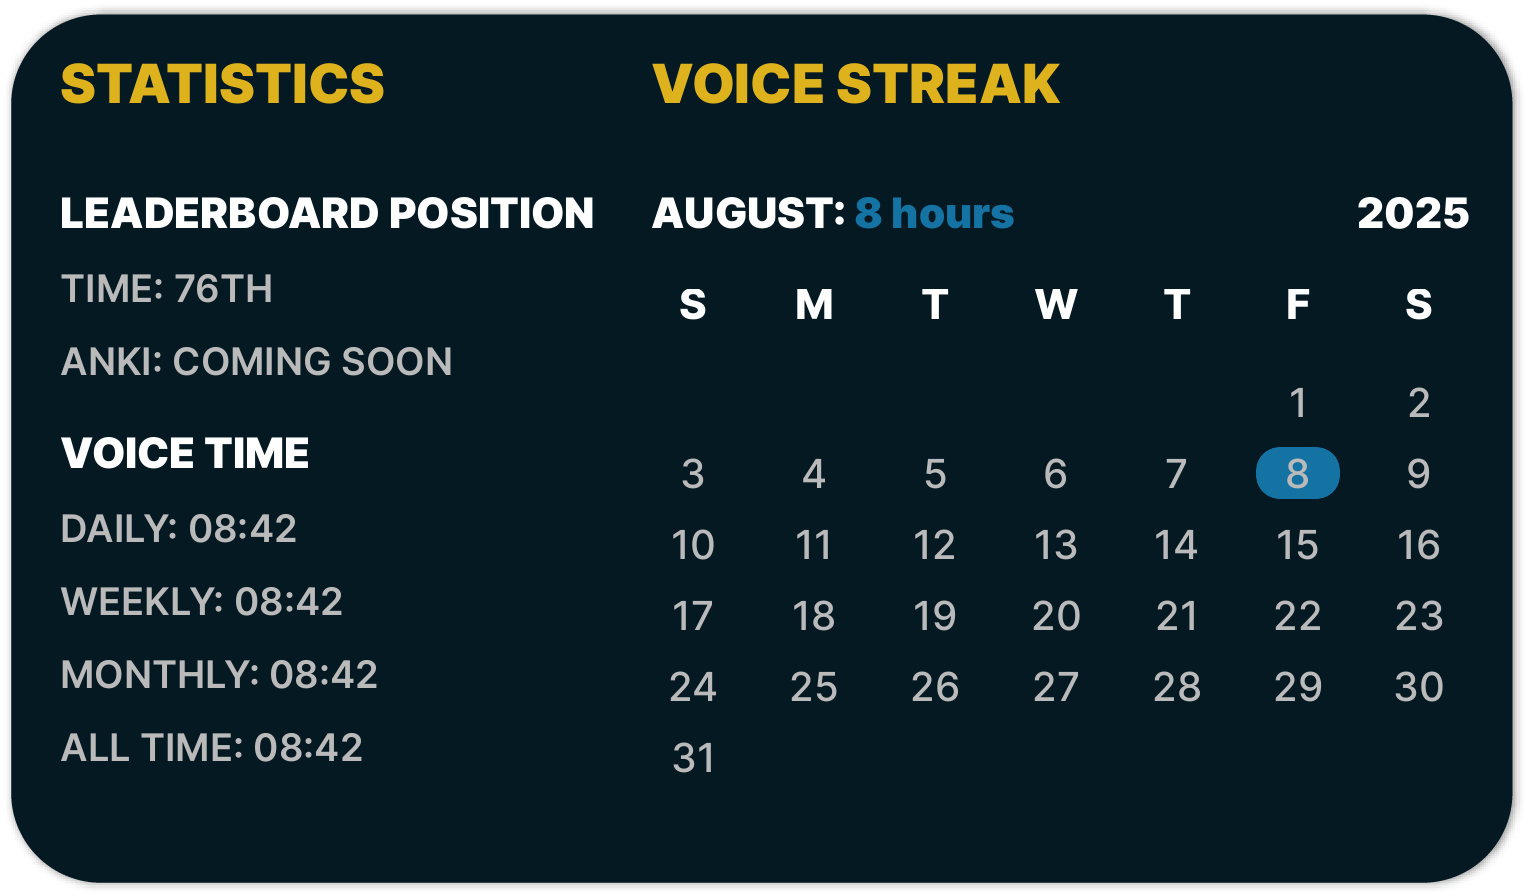 STATISTICS
LEADERBOARD POSITION
TIME: 76TH
ANKI: COMING SOON
VOICE TIME
DAILY: 08:42
WEEKLY: 08:42
MONTHLY: 08:42
ALL TIME: 08:42
VOICE STREAK
AUGUST: 8 hours 2025
S M T W T F S
1 2
3 4 5 6 7 8 9
10 11 12 13 14 15 16
17 18 19 20 21 22 23
24 25 26 27 28 29 30
31